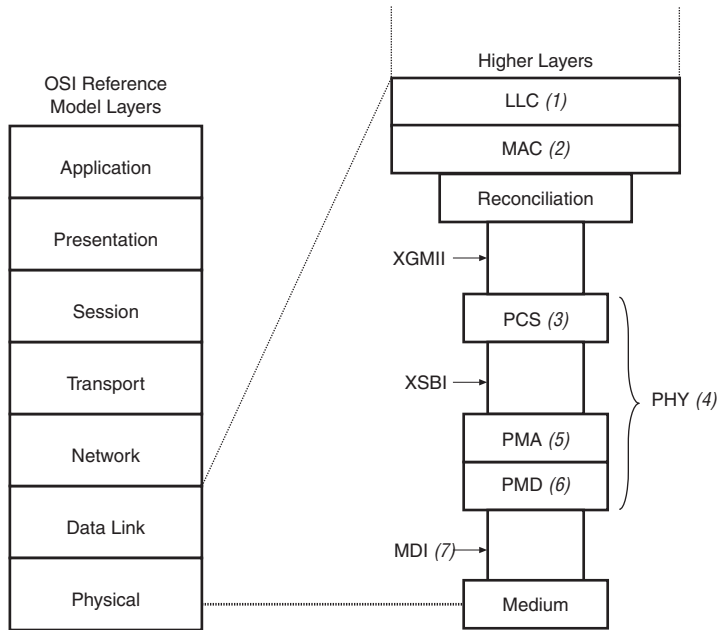 OSI Reference
Model Layers
Application
Presentation
Session
Transport
Network
Data Link
Physical
Higher Layers
LLC (1)
MAC (2)
Reconciliation
XGMII
PCS (3)
XSBI
PHY (4)
PMA (5)
PMD (6)
MDI (7)
Medium